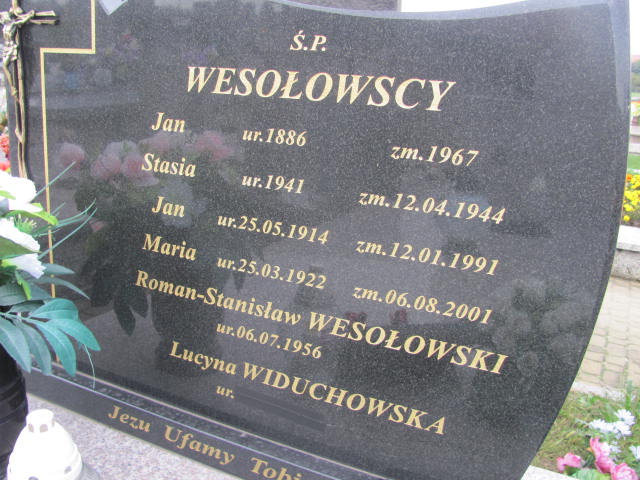 Ś.P.
WESOŁOWSCY
Jan ur.1886 zm.1967
Stasia ur.1941 zm.12.04.1944
Jan ur.25.05.1914 zm.12.01.1991
Maria ur.25.03.1922 zm.06.08.2001
Roman-Stanisław WESOŁOWSKI
ur.06.07.1956
Lucyna WIDUCHOWSKA
ur.
Jezu Ufamy Tobi